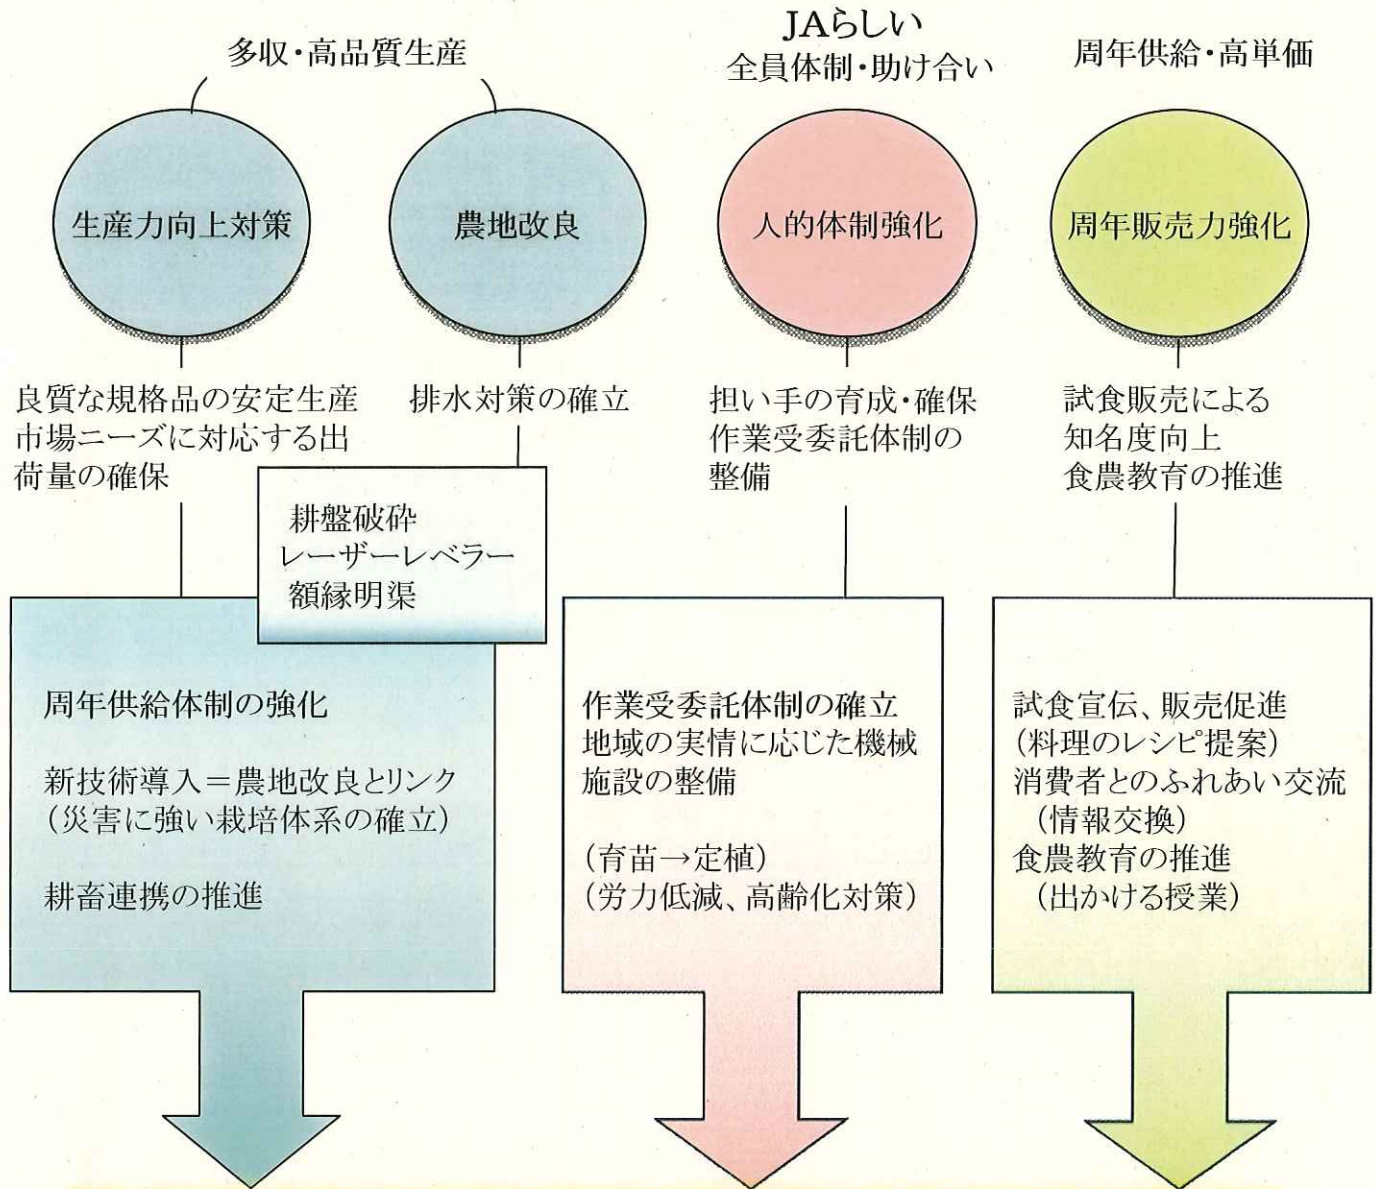 多収・高品質生産
JAらしい
全員体制・助け合い
周年供給・高単価
生産力向上対策
農地改良
人的体制強化
周年販売力強化
良質な規格品の安定生産
市場ニーズに対応する出
荷量の確保
排水対策の確立
担い手の育成・確保
作業受委託体制の
整備
試食販売による
知名度向上
食農教育の推進
耕盤破砕
レーザーレベラー
額縁明渠
周年供給体制の強化
新技術導入＝農地改良とリンク
（災害に強い栽培体系の確立）
耕畜連携の推進
作業受委託体制の確立
地域の実情に応じた機械
施設の整備
（育苗→定植）
（労力低減、高齢化対策）
試食宣伝、販売促進
（料理のレシピ提案）
消費者とのふれあい交流
（情報交換）
食農教育の推進
（出かける授業）